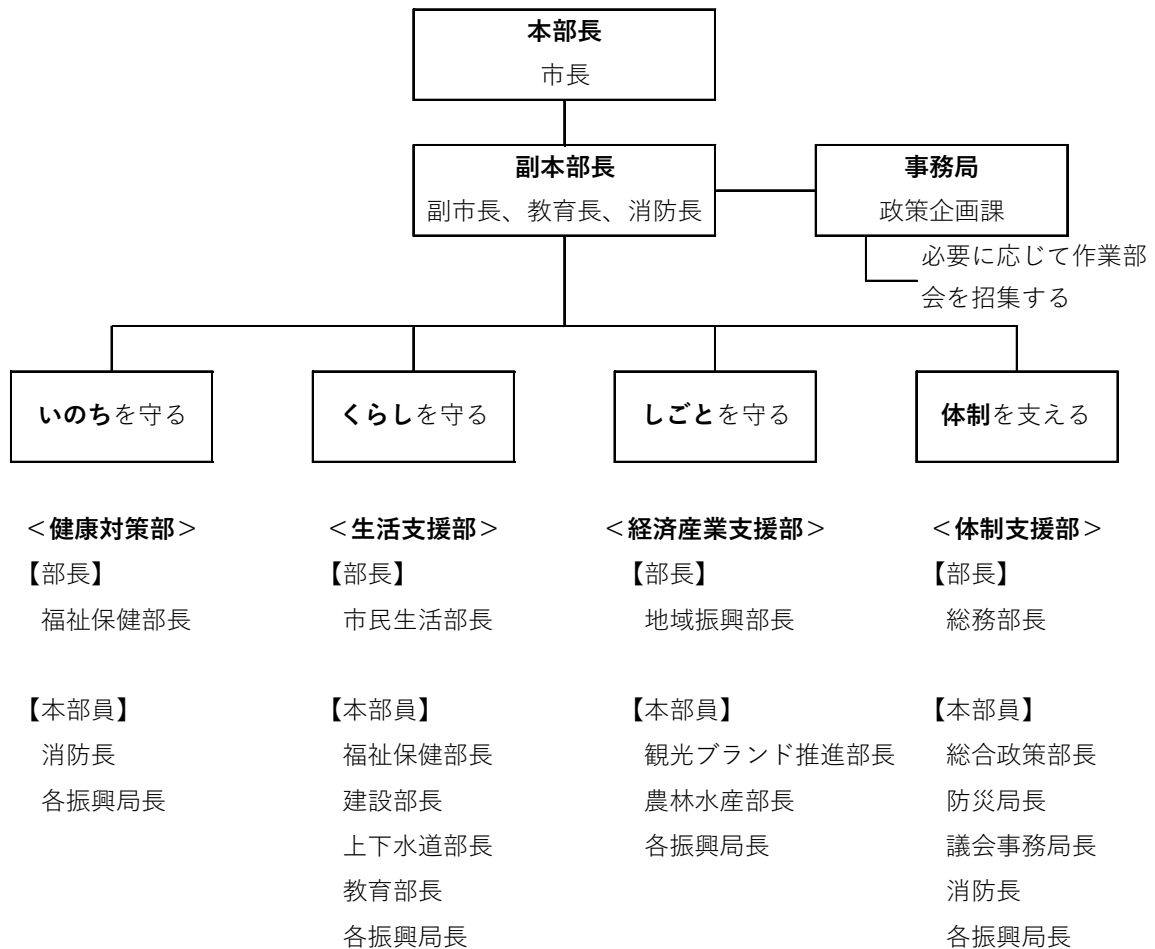 本部長
市長
副本部長
副市長、教育長、消防長
事務局
政策企画課
必要に応じて作業部
会を招集する
いのちを守る
くらしを守る
しごとを守る
体制を支える
＜健康対策部＞
【部長】
福祉保健部長
【本部員】
消防長
各振興局長
＜生活支援部＞
【部長】
市民生活部長
【本部員】
福祉保健部長
建設部長
上下水道部長
教育部長
各振興局長
＜経済産業支援部＞
【部長】
地域振興部長
【本部員】
観光ブランド推進部長
農林水産部長
各振興局長
＜体制支援部＞
【部長】
総務部長
【本部員】
総合政策部長
防災局長
議会事務局長
消防長
各振興局長